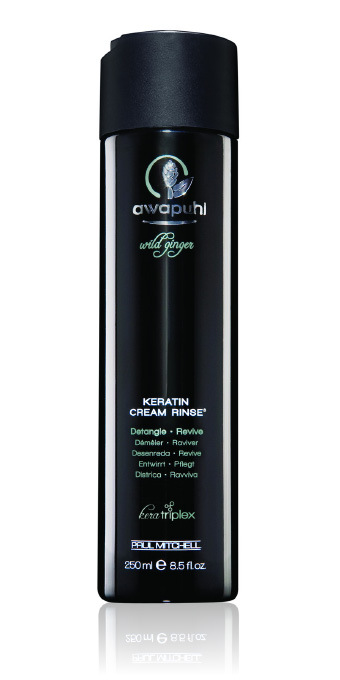 awapuhi
wild ginger
KERATIN
CREAM RINSE®
Detangle • Revive
Démêler • Raviver
Desenreda • Revive
Entwirrt • Pflegt
Districa • Ravviva
keratriplex
PAUL MITCHELL
250 ml e 8.5 fl.oz.